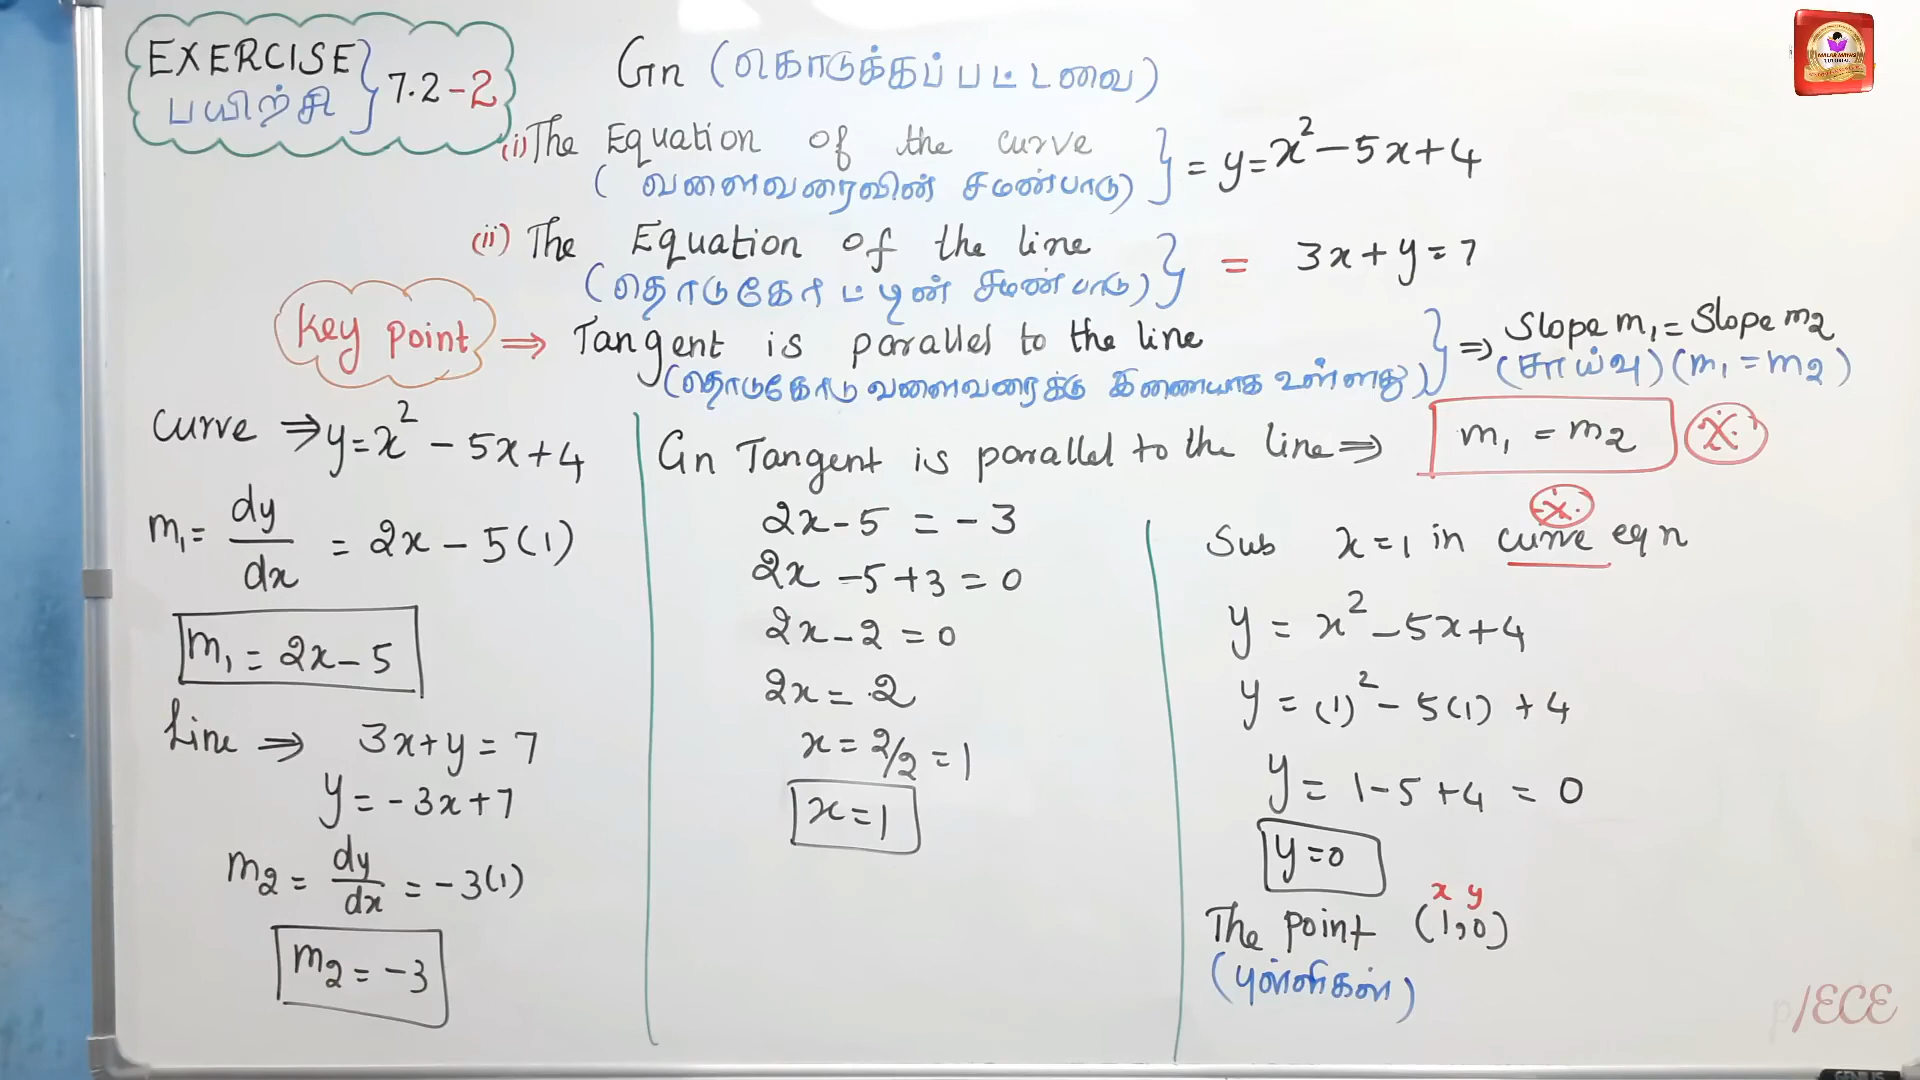 EXERCISE
பயிற்சி } 7.2-2
Gn (கொடுக்கப்பட்டவை)
(i) The Equation of the curve
(வளைவரைவின் சமன்பாடு) } = y = x² - 5x + 4
(ii) The Equation of the line
(தொடுகோட்டின் சமன்பாடு) } = 3x + y = 7
Key point ⇒ Tangent is parallel to the line
(தொடுகோடு வளைவரைக்கு இணையாக உள்ளது) } ⇒ Slope m₁ = Slope m₂
(சாய்வு) (m₁ = m₂)
curve ⇒ y = x² - 5x + 4
m₁ = dy/dx = 2x - 5(1)
m₁ = 2x - 5
Line ⇒ 3x + y = 7
y = -3x + 7
m₂ = dy/dx = -3(1)
m₂ = -3
Gn Tangent is parallel to the line ⇒ m₁ = m₂
2x - 5 = -3
2x - 5 + 3 = 0
2x - 2 = 0
2x = 2
x = 2/2 = 1
x = 1
Sub x = 1 in curve eqn
y = x² - 5x + 4
y = (1)² - 5(1) + 4
y = 1 - 5 + 4 = 0
y = 0
x y
The point (1,0)
(புள்ளிகள்)
p/ECE